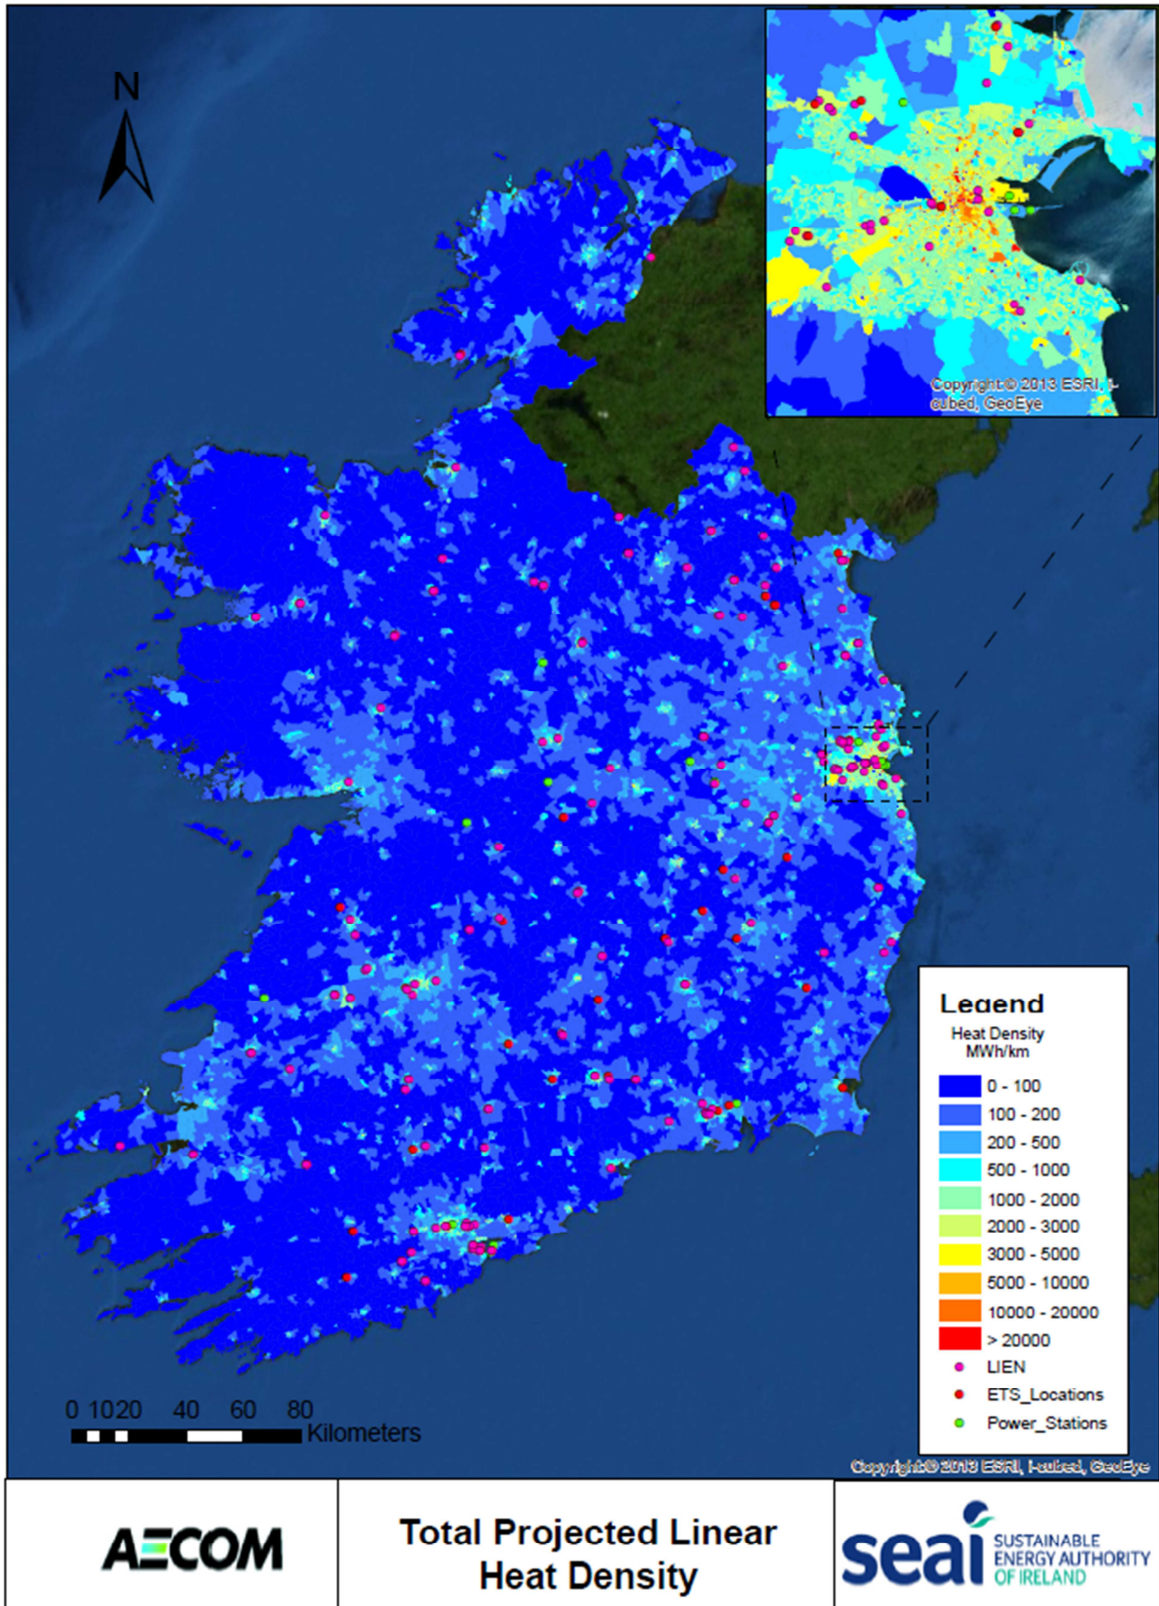 N
Copyright:© 2013 ESRI, i-
cubed, GeoEye
Legend
Heat Density
MWh/km
0 - 100
100 - 200
200 - 500
500 - 1000
1000 - 2000
2000 - 3000
3000 - 5000
5000 - 10000
10000 - 20000
> 20000
LIEN
ETS_Locations
Power_Stations
0 10 20 40 60 80
Kilometers
Copyright:© 2013 ESRI, i-cubed, GeoEye
AECOM
Total Projected Linear
Heat Density
seai
SUSTAINABLE
ENERGY AUTHORITY
OF IRELAND